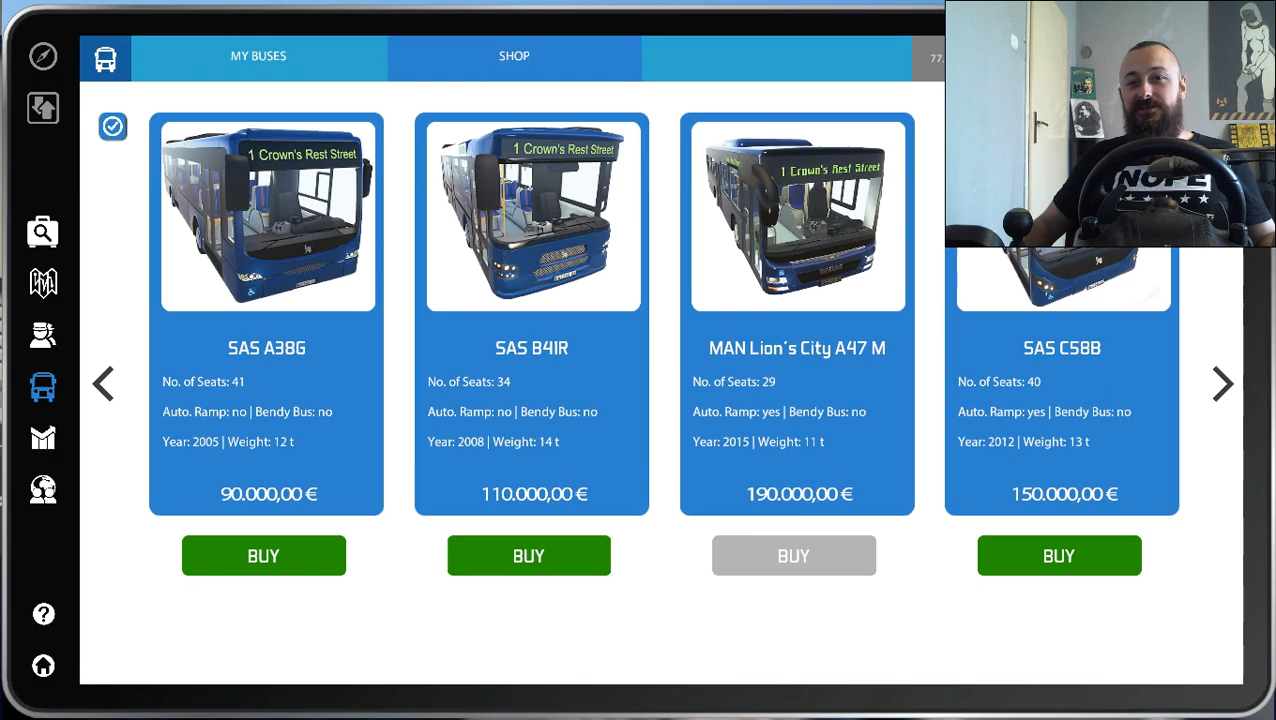 MY BUSES
SHOP
77.
1 Crown's Rest Street
1 Crown's Rest Street
1 Crown's Rest Street
NOPE
SAS A38G
No. of Seats: 41
Auto. Ramp: no | Bendy Bus: no
Year: 2005 | Weight: 12 t
90.000,00 €
BUY
SAS B41R
No. of Seats: 34
Auto. Ramp: no | Bendy Bus: no
Year: 2008 | Weight: 14 t
110.000,00 €
BUY
MAN Lion's City A47 M
No. of Seats: 29
Auto. Ramp: yes | Bendy Bus: no
Year: 2015 | Weight: 11 t
190.000,00 €
BUY
SAS C58B
No. of Seats: 40
Auto. Ramp: yes | Bendy Bus: no
Year: 2012 | Weight: 13 t
150.000,00 €
BUY